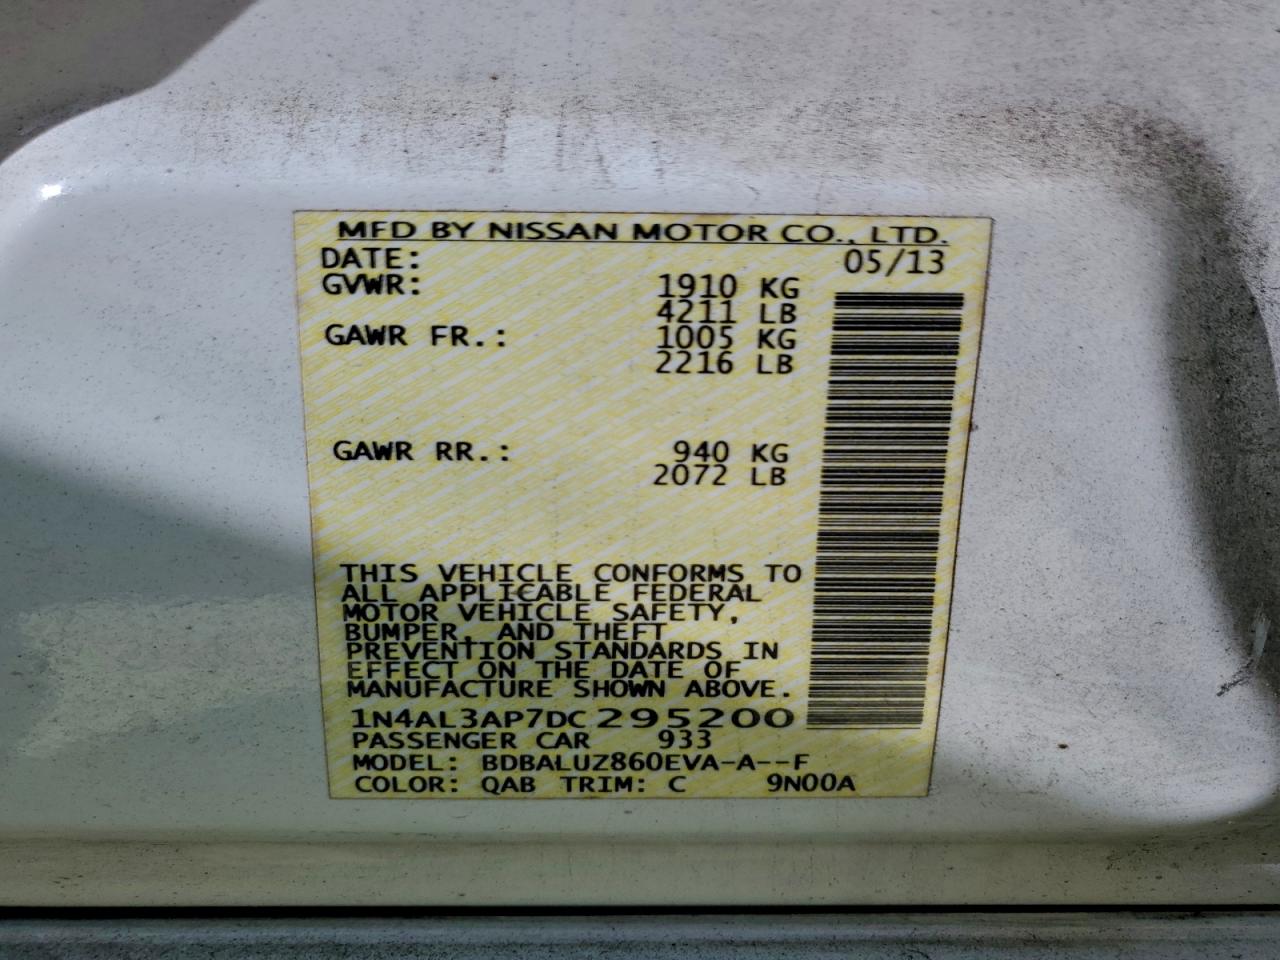 MFD BY NISSAN MOTOR CO., LTD.
DATE: 05/13
GVWR: 1910 KG
4211 LB
GAWR FR.: 1005 KG
2216 LB
GAWR RR.: 940 KG
2072 LB
THIS VEHICLE CONFORMS TO
ALL APPLICABLE FEDERAL
MOTOR VEHICLE SAFETY,
BUMPER, AND THEFT
PREVENTION STANDARDS IN
EFFECT ON THE DATE OF
MANUFACTURE SHOWN ABOVE.
1N4AL3AP7DC295200
PASSENGER CAR 933
MODEL: BDBALUZ860EVA-A--F
COLOR: QAB TRIM: C 9N00A